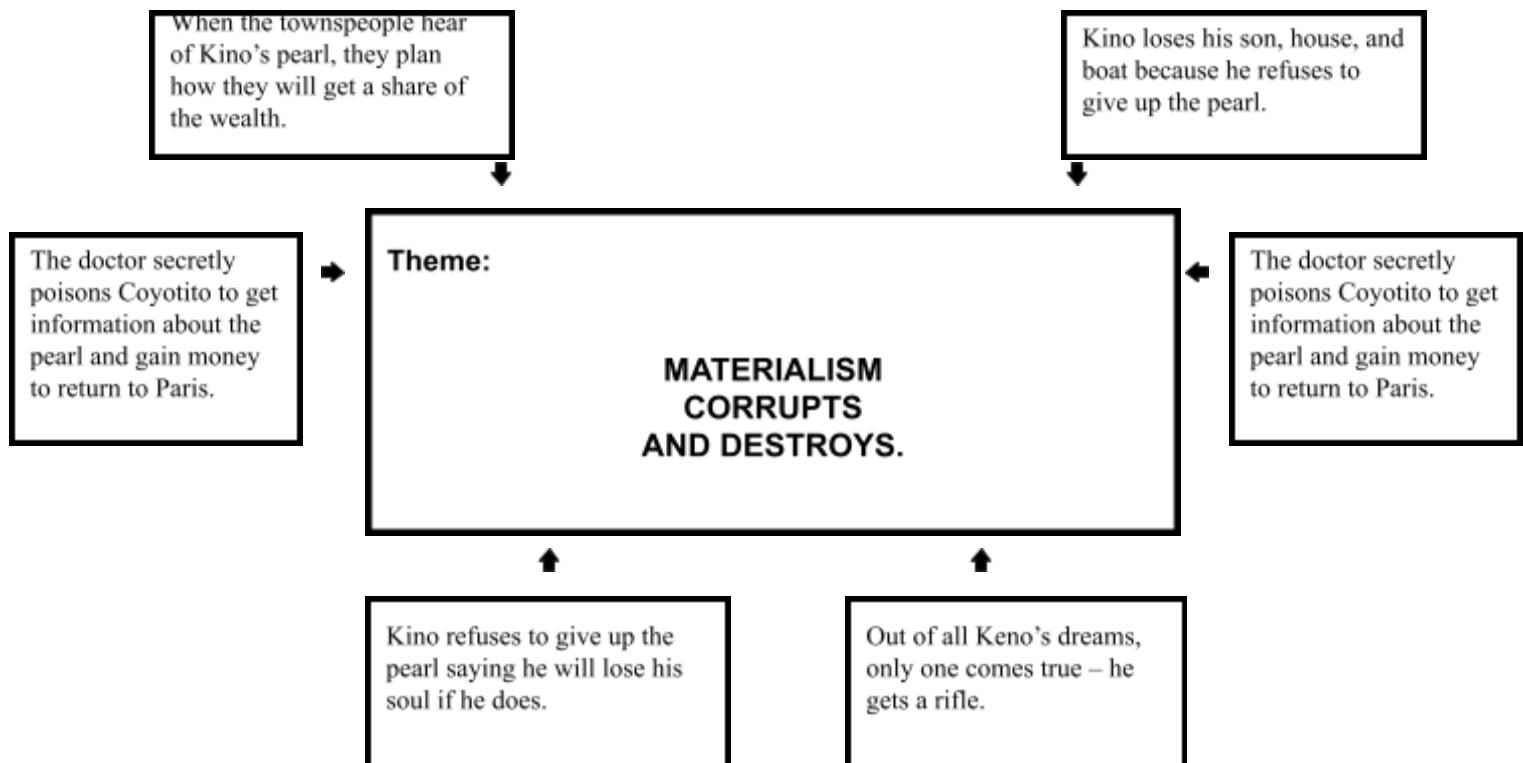 When the townspeople hear
of Kino's pearl, they plan
how they will get a share of
the wealth.
Kino loses his son, house, and
boat because he refuses to
give up the pearl.
The doctor secretly
poisons Coyotito to get
information about the
pearl and gain money
to return to Paris.
Theme:
MATERIALISM
CORRUPTS
AND DESTROYS.
The doctor secretly
poisons Coyotito to get
information about the
pearl and gain money
to return to Paris.
Kino refuses to give up the
pearl saying he will lose his
soul if he does.
Out of all Keno's dreams,
only one comes true – he
gets a rifle.